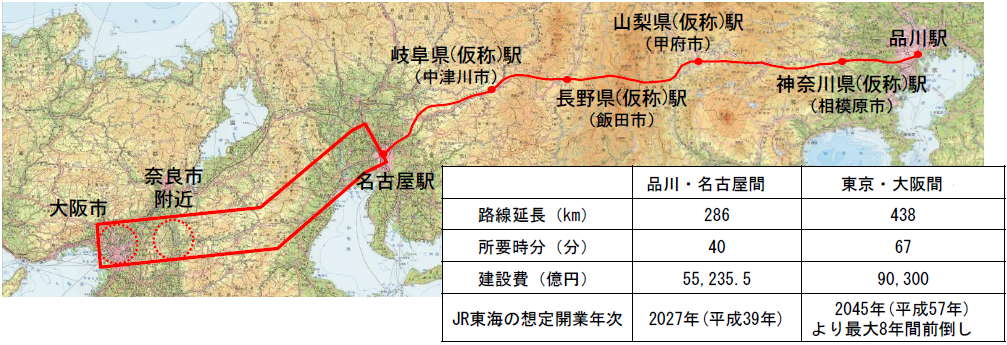 岐阜県(仮称)駅
(中津川市)
山梨県(仮称)駅
(甲府市)
品川駅
長野県(仮称)駅
(飯田市)
神奈川県(仮称)駅
(相模原市)
奈良市
附近
大阪市
名古屋駅
品川・名古屋間 東京・大阪間
路線延長(km) 286 438
所要時分(分) 40 67
建設費(億円) 55,235.5 90,300
JR東海の想定開業年次 2027年(平成39年) 2045年(平成57年)
より最大8年間前倒し